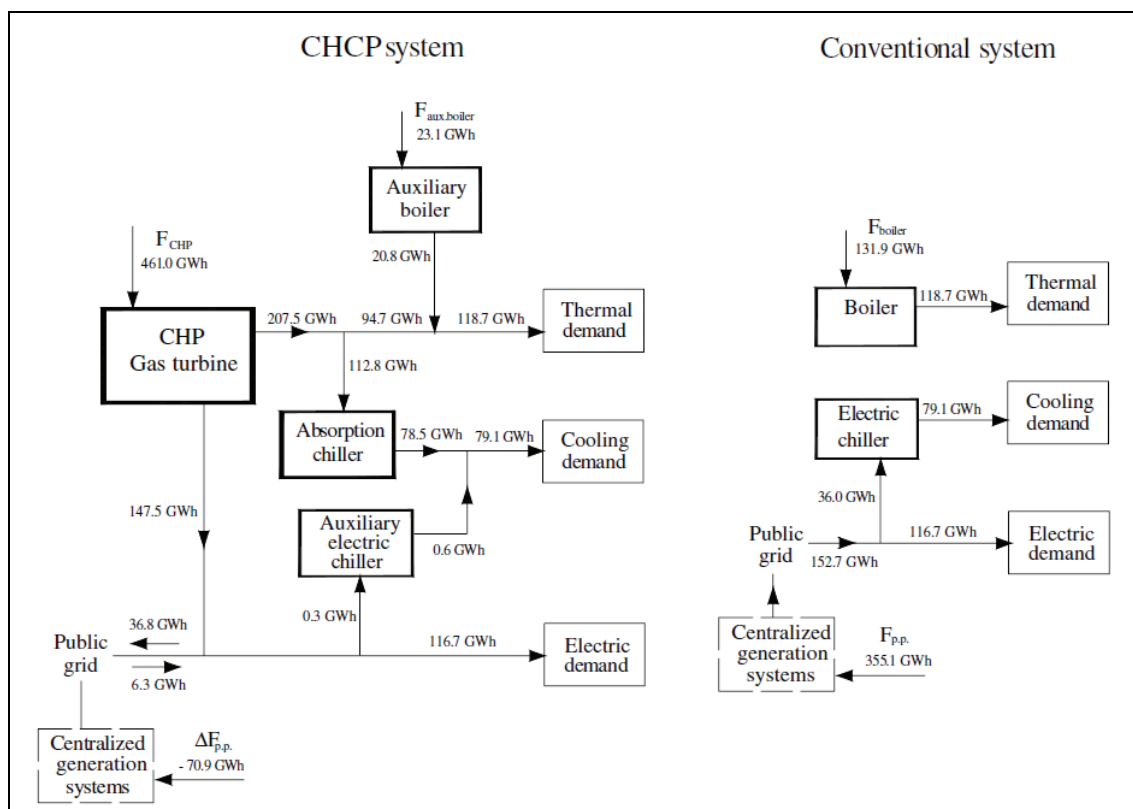 CHCP system
F aux.boiler
23.1 GWh
Auxiliary
boiler
20.8 GWh
F CHP
461.0 GWh
CHP
Gas turbine
207.5 GWh
94.7 GWh
118.7 GWh
Thermal
demand
112.8 GWh
Absorption
chiller
78.5 GWh
79.1 GWh
Cooling
demand
147.5 GWh
Auxiliary
electric
chiller
0.6 GWh
0.3 GWh
36.8 GWh
Public
grid
6.3 GWh
116.7 GWh
Electric
demand
Centralized
generation
systems
ΔF p.p.
- 70.9 GWh
Conventional system
F boiler
131.9 GWh
Boiler
118.7 GWh
Thermal
demand
Electric
chiller
79.1 GWh
Cooling
demand
36.0 GWh
Public
grid
152.7 GWh
116.7 GWh
Electric
demand
Centralized
generation
systems
F p.p.
355.1 GWh